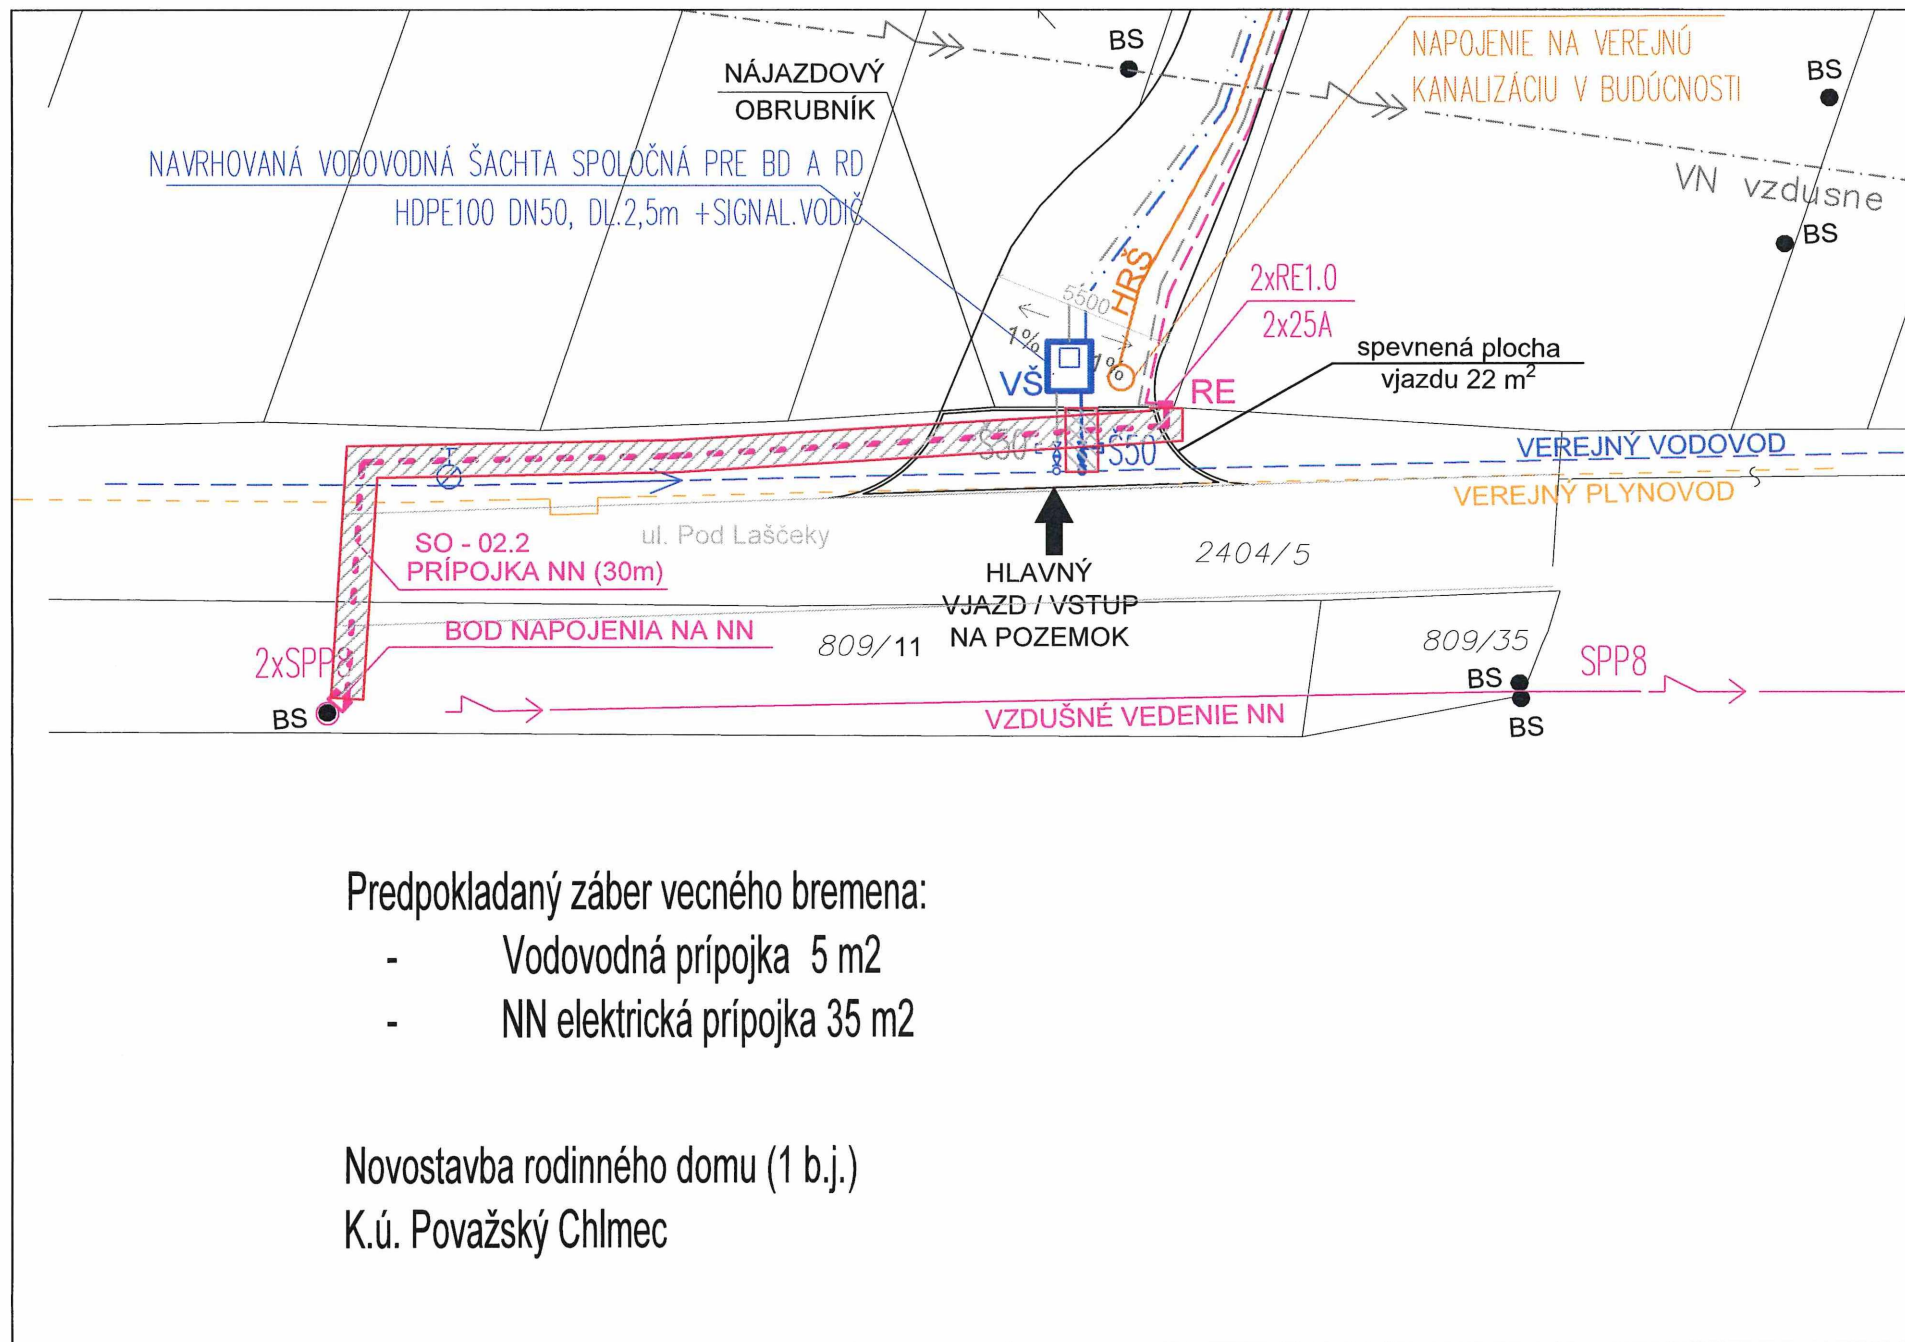 BS
NAPOJENIE NA VEREJNÚ
KANALIZÁCIU V BUDÚCNOSTI
BS
NÁJAZDOVÝ
OBRUBNÍK
NAVRHOVANÁ VODOVODNÁ ŠACHTA SPOLOČNÁ PRE BD A RD
HDPE100 DN50, DL.2,5m +SIGNAL.VODIČ
VN vzdusne
BS
HRŠ
5500
2xRE1.0
2x25A
1%
1%
spevnená plocha
vjazdu 22 m²
VŠ
RE
Š50
Š50
VEREJNÝ VODOVOD
VEREJNÝ PLYNOVOD
ul. Pod Laščeky
SO - 02.2
PRÍPOJKA NN (30m)
2404/5
HLAVNÝ
VJAZD / VSTUP
NA POZEMOK
BOD NAPOJENIA NA NN
809/11
809/35
2xSPP8
SPP8
BS
BS
VZDUŠNÉ VEDENIE NN
BS
Predpokladaný záber vecného bremena:
- Vodovodná prípojka 5 m2
- NN elektrická prípojka 35 m2
Novostavba rodinného domu (1 b.j.)
K.ú. Považský Chlmec